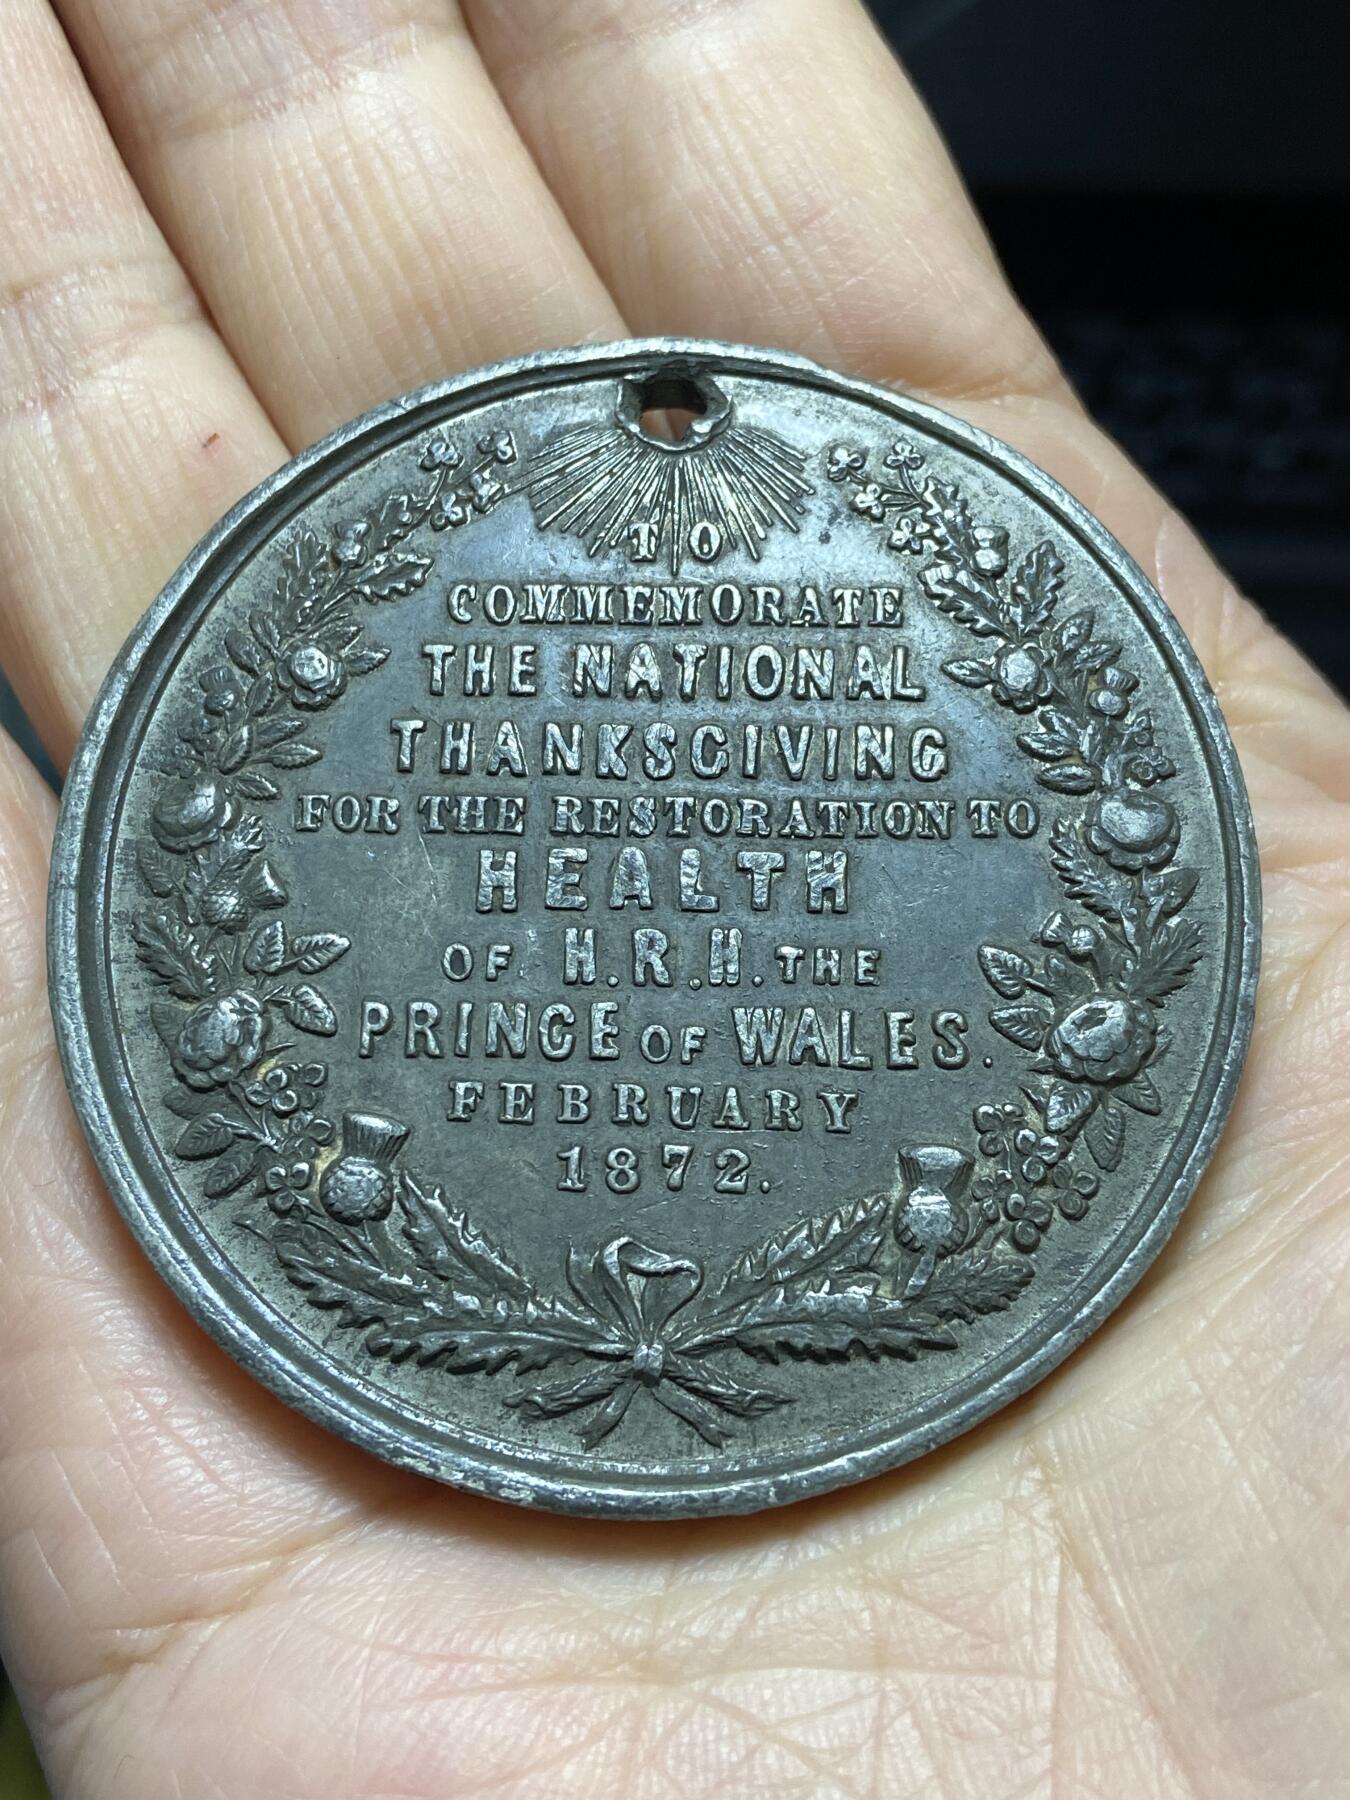 TO
COMMEMORATE
THE NATIONAL
THANKSGIVING
FOR THE RESTORATION TO
HEALTH
OF H.R.H. THE
PRINCE OF WALES.
FEBRUARY
1872.